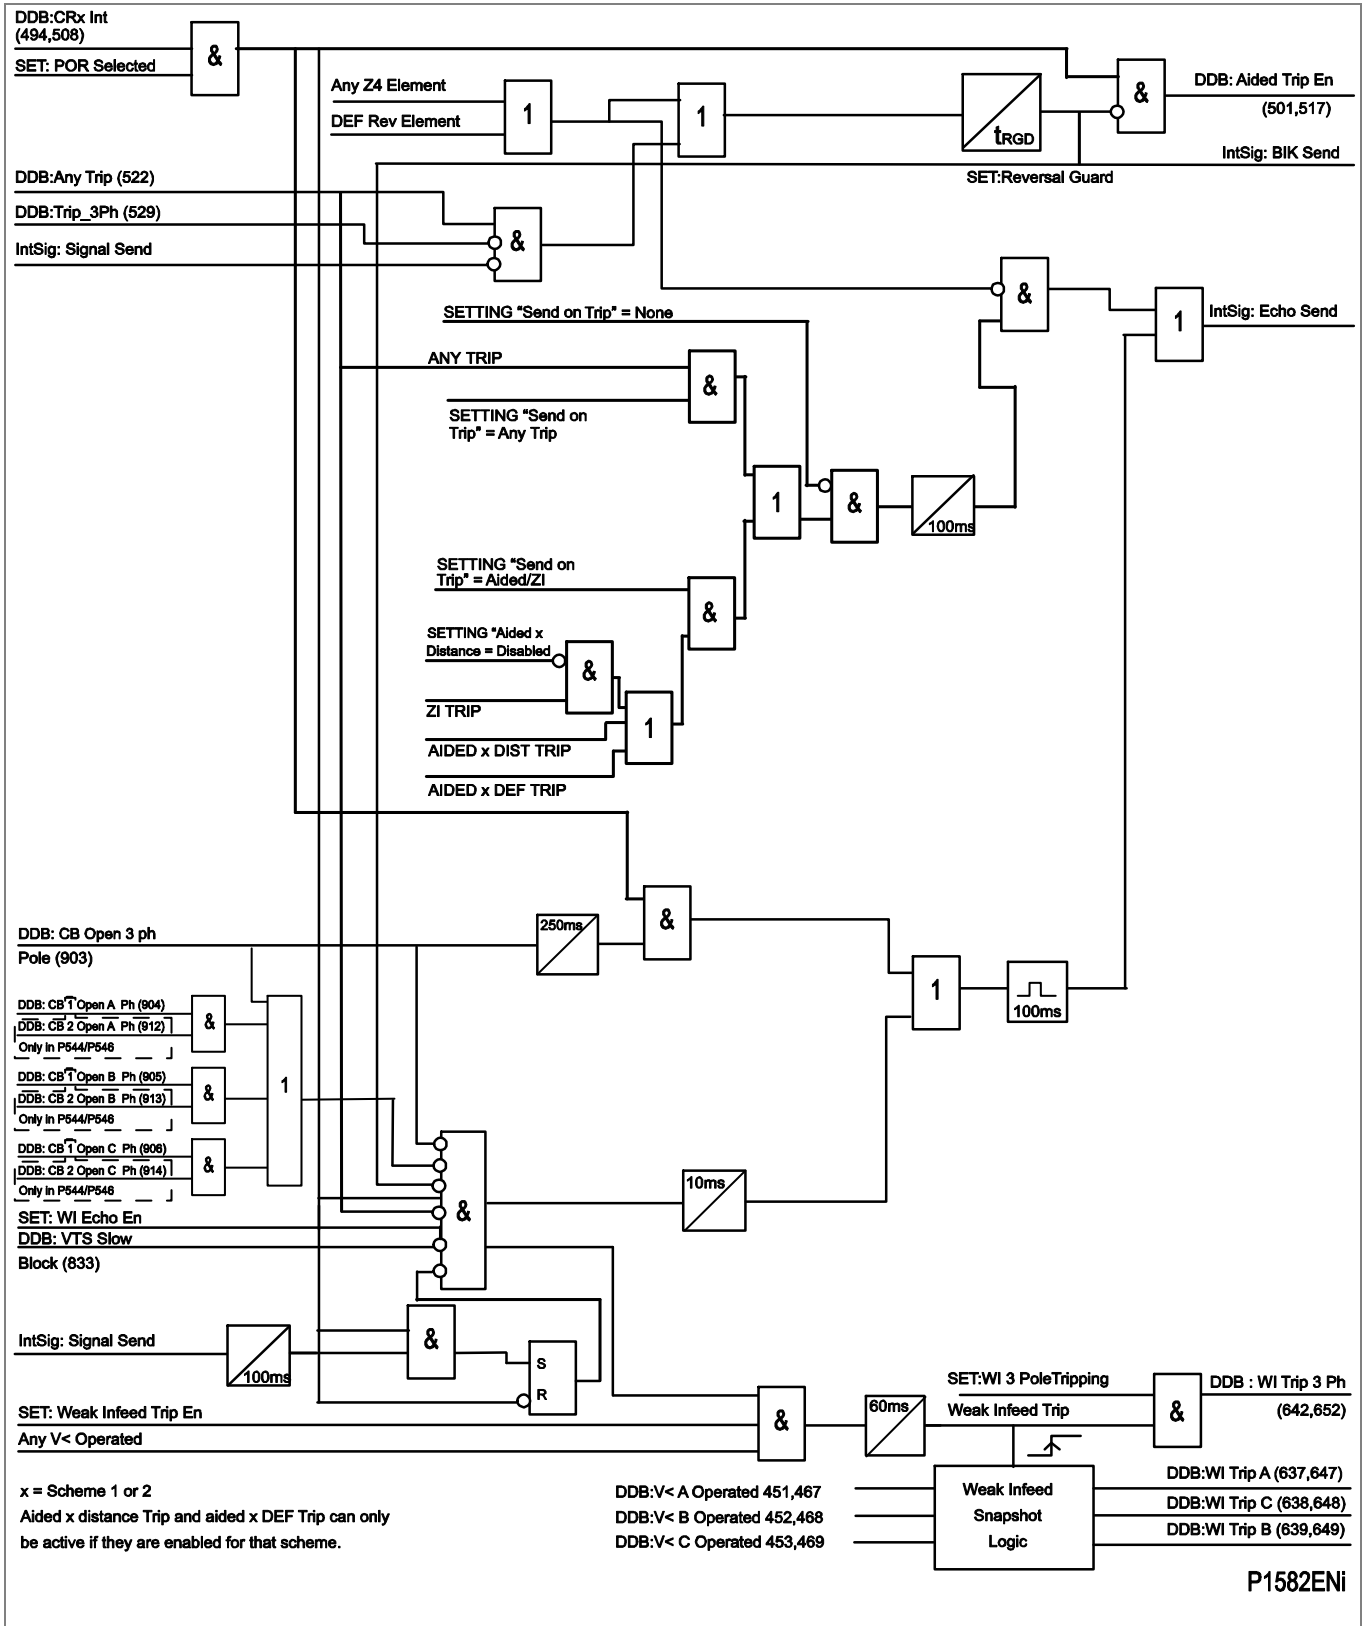 DDB:CRx Int
(494,508)
SET: POR Selected
&
Any Z4 Element
DEF Rev Element
1
1
tRGD
&
DDB: Aided Trip En
(501,517)
IntSig: BIK Send
SET:Reversal Guard
DDB:Any Trip (522)
DDB:Trip_3Ph (529)
IntSig: Signal Send
&
&
1
IntSig: Echo Send
SETTING "Send on Trip" = None
ANY TRIP
&
SETTING "Send on
Trip" = Any Trip
1
&
100ms
SETTING "Send on
Trip" = Aided/ZI
&
SETTING "Aided x
Distance = Disabled
&
ZI TRIP
1
AIDED x DIST TRIP
AIDED x DEF TRIP
DDB: CB Open 3 ph
Pole (903)
250ms
&
1
100ms
DDB: CB 1 Open A Ph (904)
DDB: CB 2 Open A Ph (912)
Only in P544/P546
&
DDB: CB 1 Open B Ph (905)
DDB: CB 2 Open B Ph (913)
Only in P544/P546
&
1
DDB: CB 1 Open C Ph (906)
DDB: CB 2 Open C Ph (914)
Only in P544/P546
&
SET: WI Echo En
DDB: VTS Slow
Block (833)
&
10ms
IntSig: Signal Send
100ms
&
S
R
SET: Weak Infeed Trip En
Any V< Operated
&
60ms
SET:WI 3 PoleTripping
Weak Infeed Trip
&
DDB : WI Trip 3 Ph
(642,652)
x = Scheme 1 or 2
Aided x distance Trip and aided x DEF Trip can only
be active if they are enabled for that scheme.
DDB:V< A Operated 451,467
DDB:V< B Operated 452,468
DDB:V< C Operated 453,469
Weak Infeed
Snapshot
Logic
DDB:WI Trip A (637,647)
DDB:WI Trip C (638,648)
DDB:WI Trip B (639,649)
P1582ENi